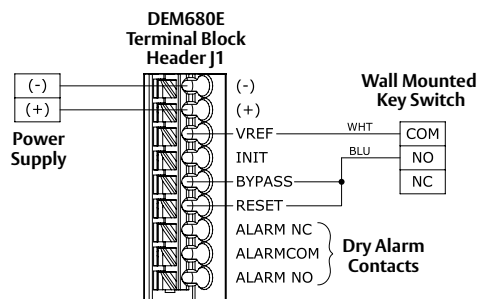 DEM680E
Terminal Block
Header J1
(-)
(+)
Power
Supply
(-)
(+)
VREF
INIT
BYPASS
RESET
ALARM NC
ALARMCOM
ALARM NO
WHT
BLU
Wall Mounted
Key Switch
COM
NO
NC
Dry Alarm
Contacts